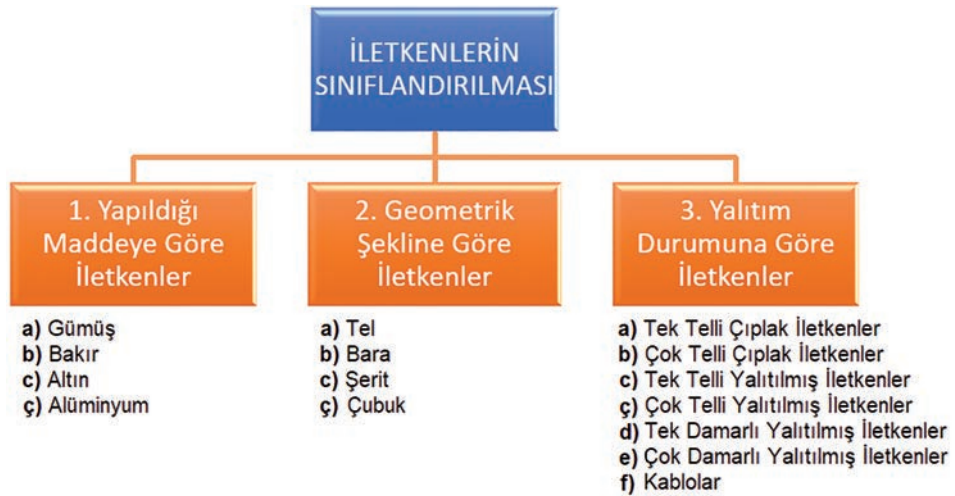 İLETKENLERİN
SINIFLANDIRILMASI
1. Yapıldığı
Maddeye Göre
İletkenler
a) Gümüş
b) Bakır
c) Altın
ç) Alüminyum
2. Geometrik
Şekline Göre
İletkenler
a) Tel
b) Bara
c) Şerit
ç) Çubuk
3. Yalıtım
Durumuna Göre
İletkenler
a) Tek Telli Çıplak İletkenler
b) Çok Telli Çıplak İletkenler
c) Tek Telli Yalıtılmış İletkenler
ç) Çok Telli Yalıtılmış İletkenler
d) Tek Damarlı Yalıtılmış İletkenler
e) Çok Damarlı Yalıtılmış İletkenler
f) Kablolar